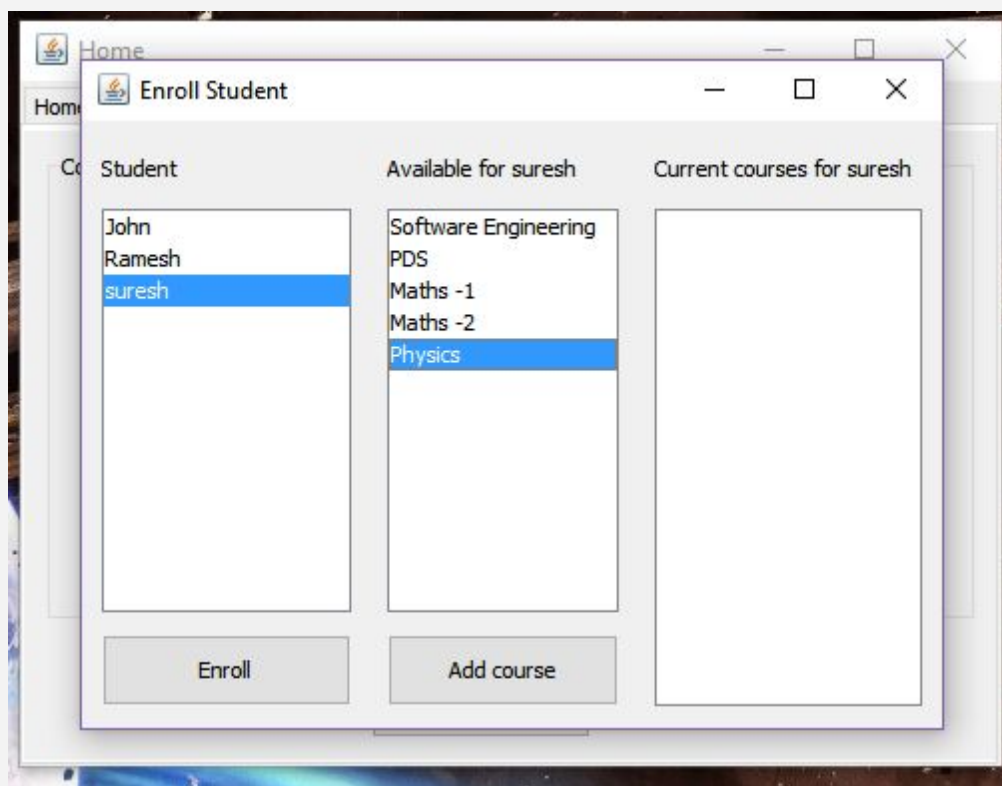 Home
Enroll Student
Student
Available for suresh
Current courses for suresh
John
Ramesh
suresh
Software Engineering
PDS
Maths -1
Maths -2
Physics
Enroll
Add course